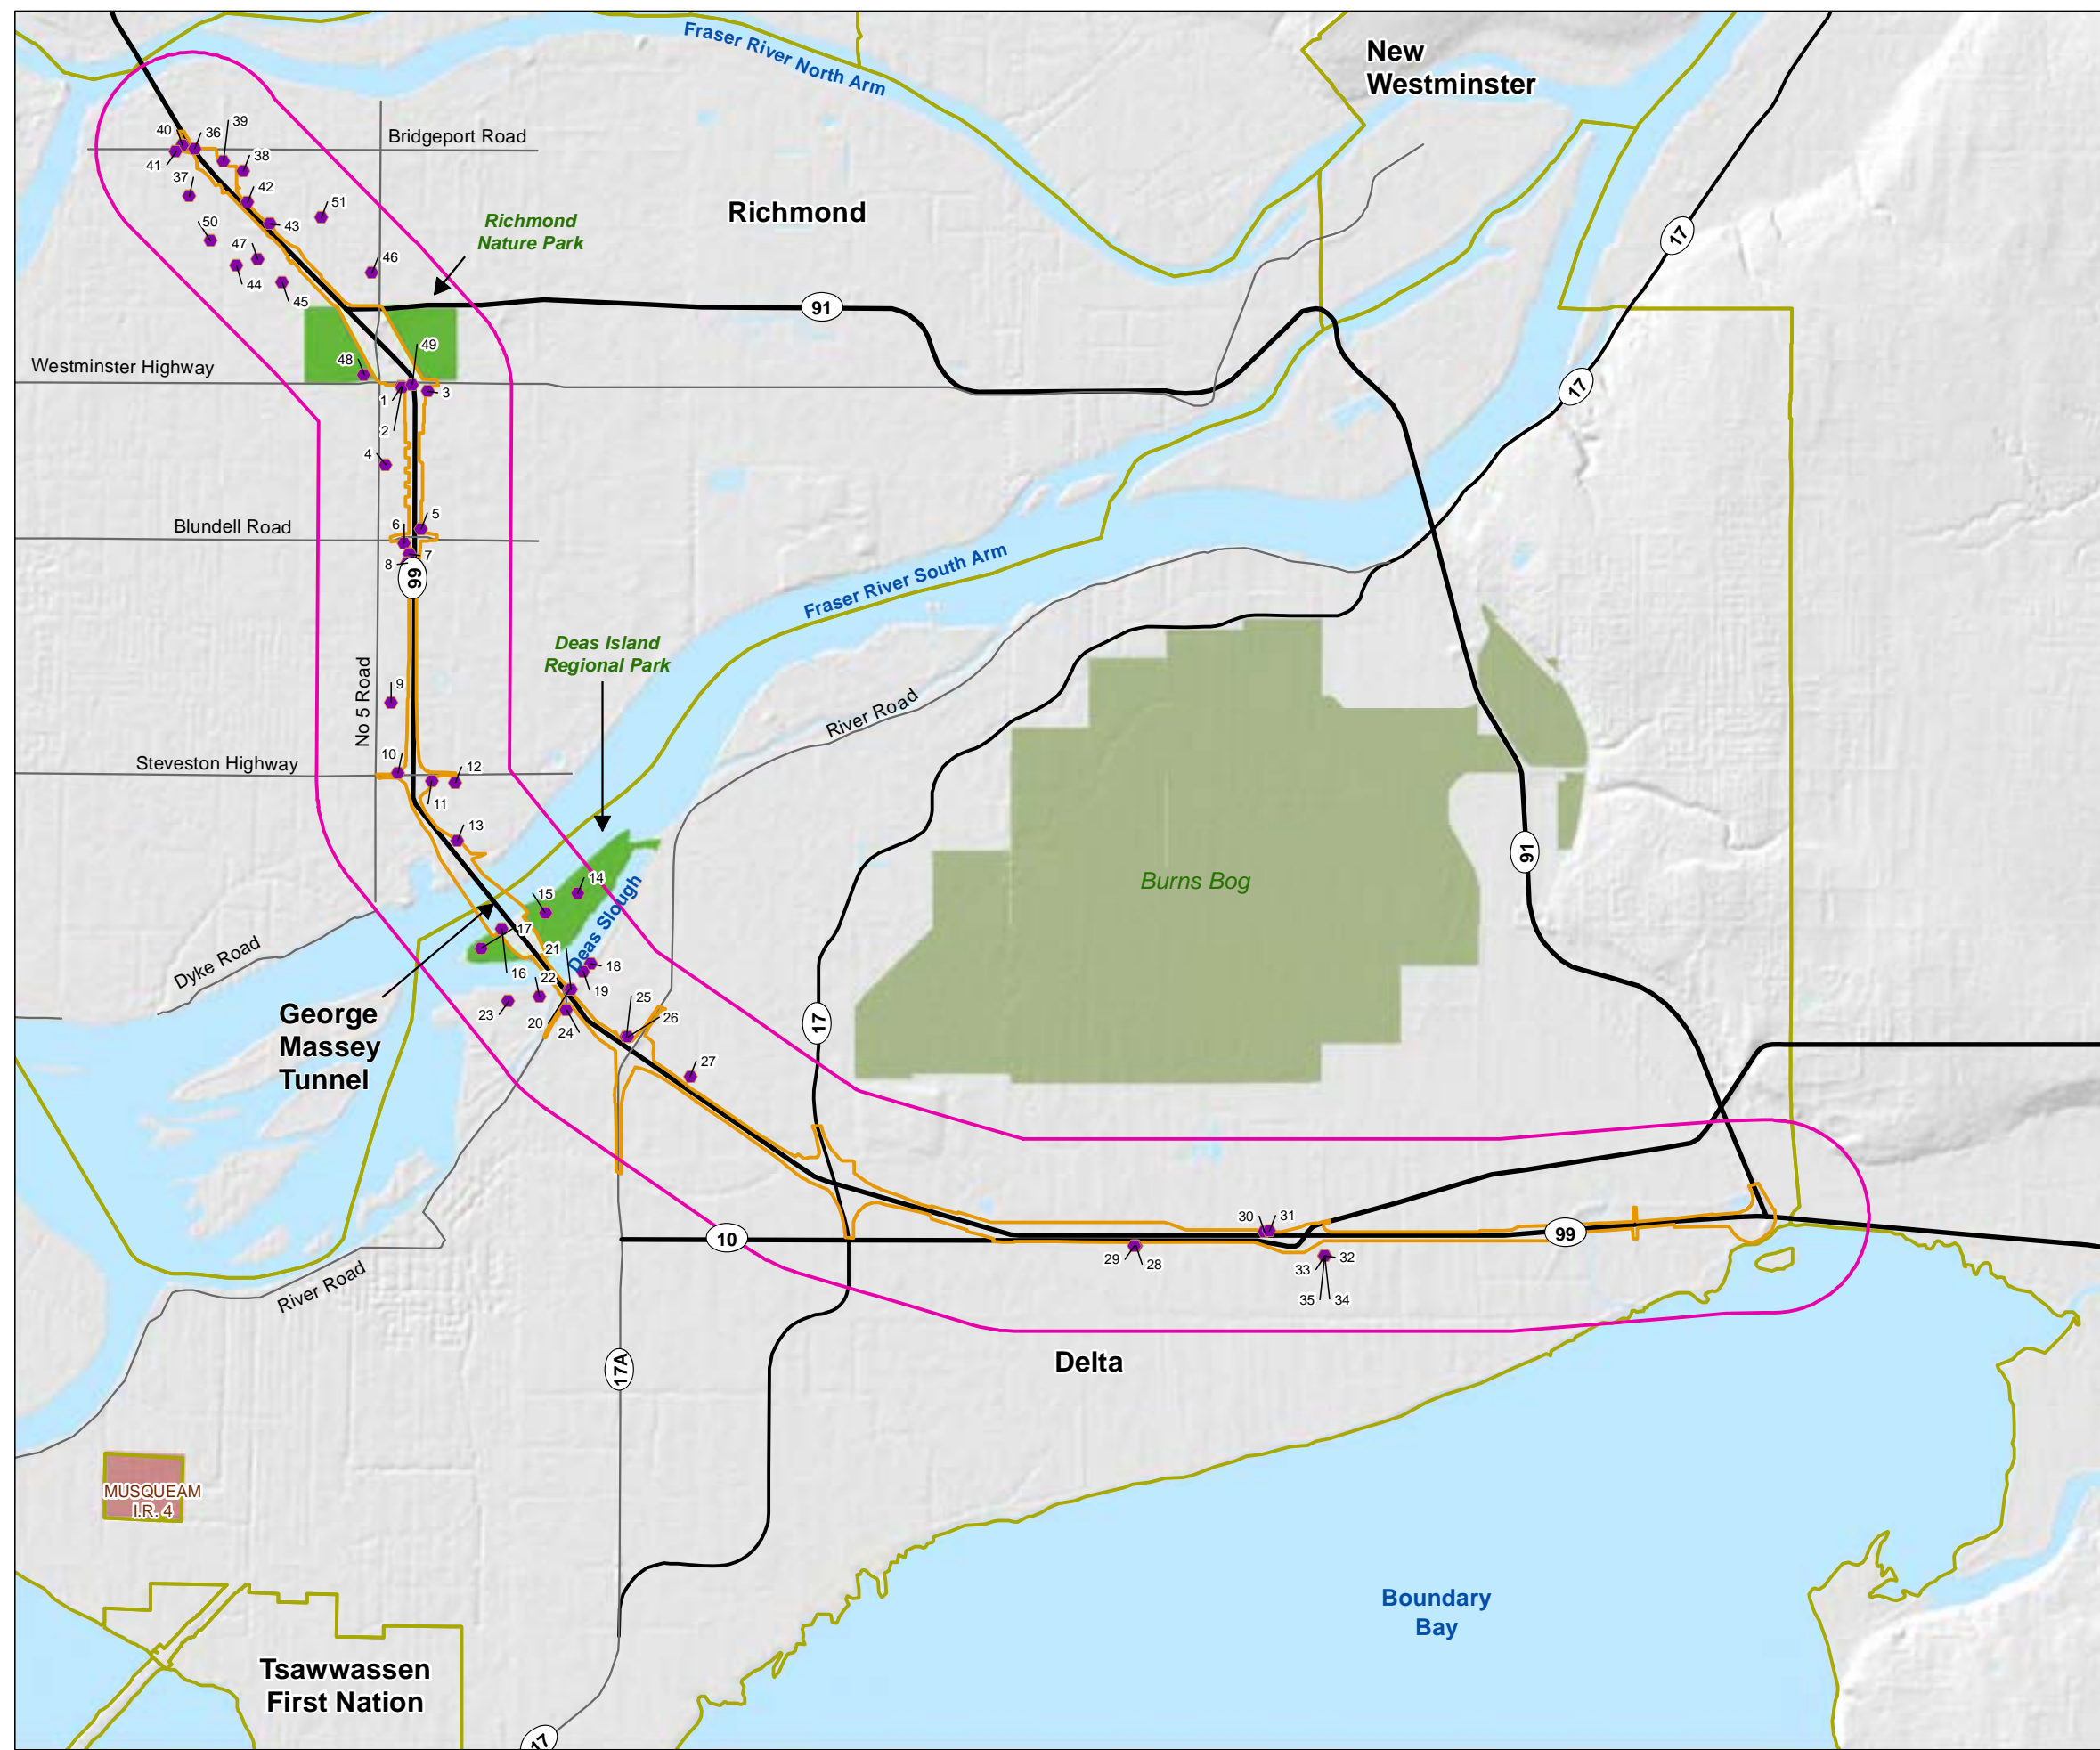 Fraser River North Arm
New
Westminster
40
36
39
Bridgeport Road
41
38
37
42
51
Richmond
50
43
Richmond
Nature Park
17
47
46
44
45
91
49
48
Westminster Highway
1
3
17
2
4
5
6
Blundell Road
7
8
99
Fraser River South Arm
Deas Island
Regional Park
9
No 5 Road
River Road
10
12
Steveston Highway
11
13
91
14
Burns Bog
15
Deas Slough
17
21
Dyke Road
18
16
22
19
23
25
26
20
24
George
Massey
Tunnel
17
27
30
31
10
99
29
28
32
33
River Road
35
34
Delta
17A
MUSQUEAM
I.R. 4
Boundary
Bay
Tsawwassen
First Nation
17